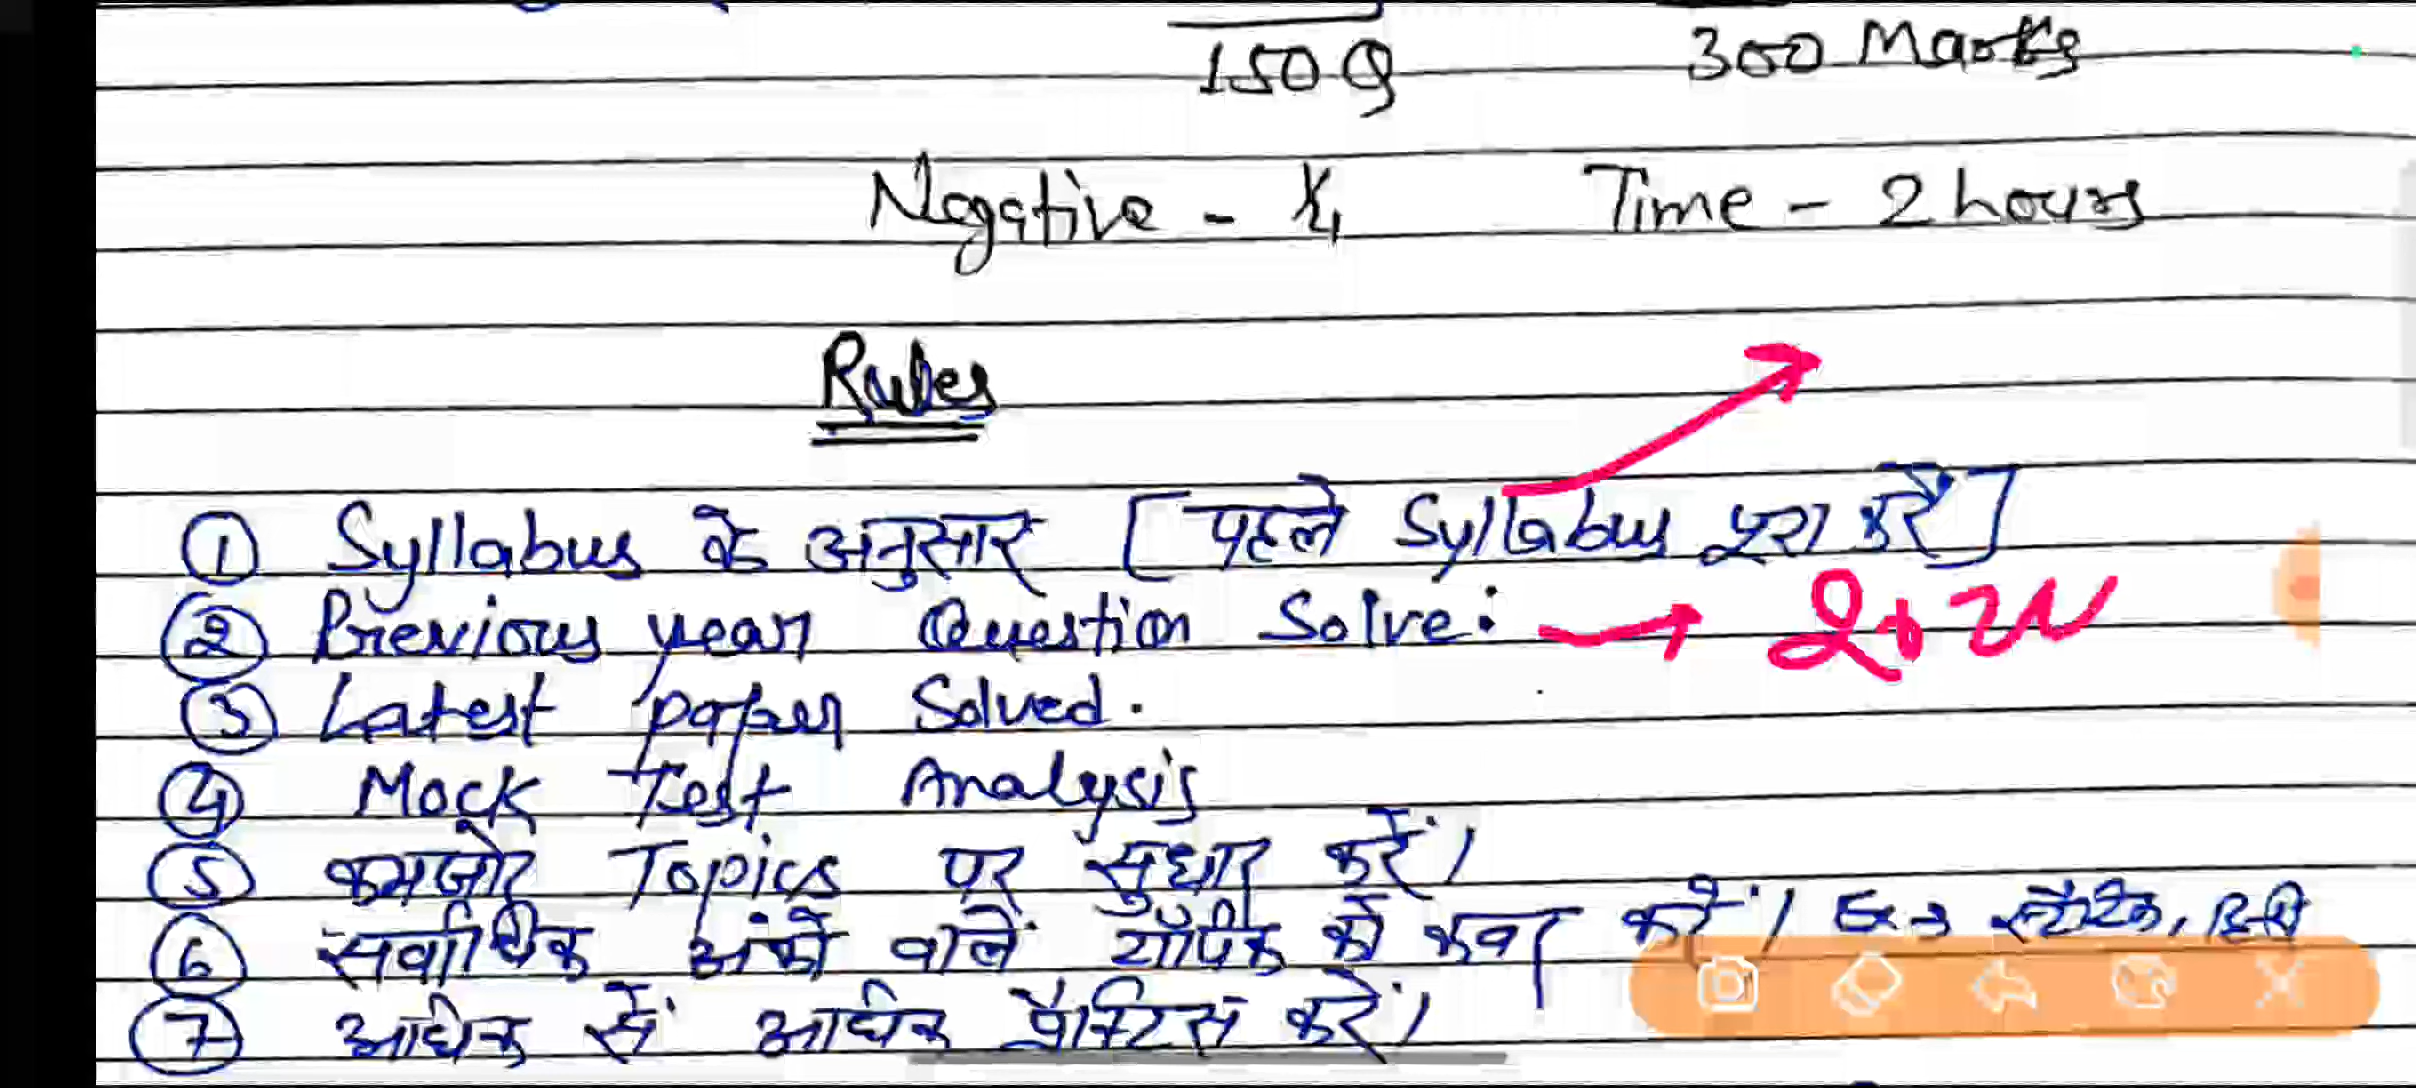 150 Q 300 Marks
Negative - 1/4 Time - 2 hours
Rules
① Syllabus के अनुसार [पहले Syllabus पूरा करें]
② Previous year Question Solve :→
③ Latest paper Solved.
④ Mock Test Analysis
⑤ कमजोर Topics पर सुधार करें।
⑥ सर्वाधिक अंको वाले टॉपिक को कवर करें। Ex →
⑦ अधिक से अधिक प्रैक्टिस करें।